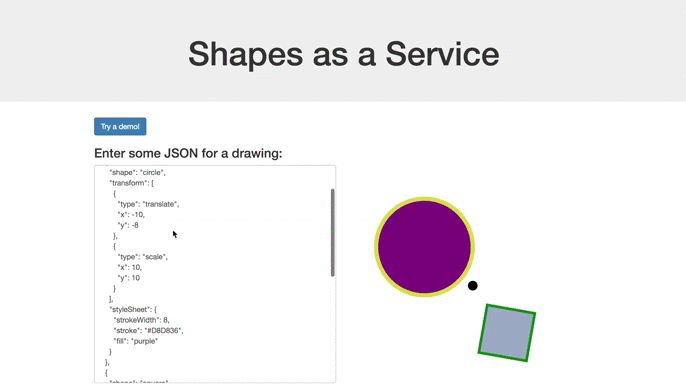 Shapes as a Service
Try a demo!
Enter some JSON for a drawing:
"shape": "circle",
"transform": [
{
"type": "translate",
"x": -10,
"y": -8
},
{
"type": "scale",
"x": 10,
"y": 10
}
],
"styleSheet": {
"strokeWidth": 8,
"stroke": "#D8D836",
"fill": "purple"
}
},
{